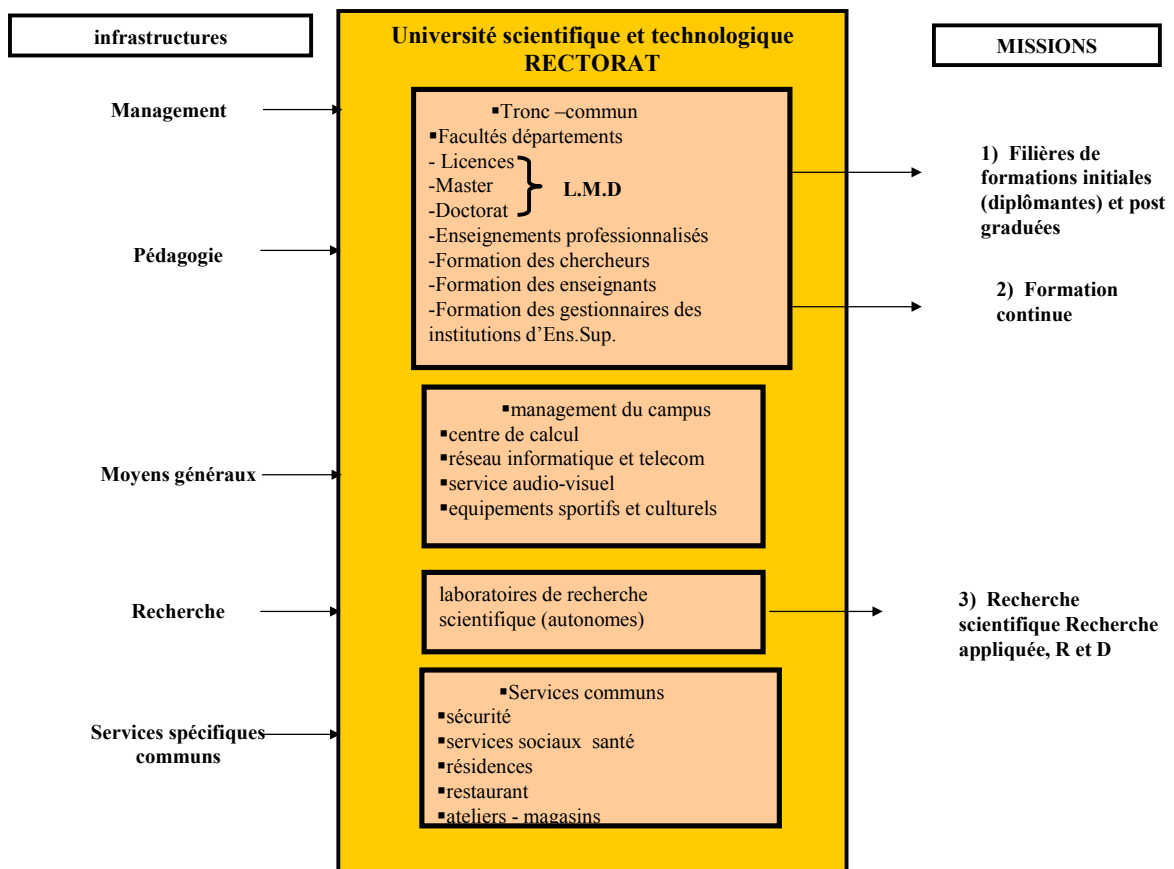 infrastructures
Université scientifique et technologique
RECTORAT
MISSIONS
Management
Pédagogie
Moyens généraux
Recherche
Services spécifiques
communs
▪Tronc –commun
▪Facultés départements
- Licences
-Master
-Doctorat
L.M.D
-Enseignements professionnalisés
-Formation des chercheurs
-Formation des enseignants
-Formation des gestionnaires des
institutions d’Ens.Sup.
▪management du campus
▪centre de calcul
▪réseau informatique et telecom
▪service audio-visuel
▪equipements sportifs et culturels
laboratoires de recherche
scientifique (autonomes)
▪Services communs
▪sécurité
▪services sociaux santé
▪résidences
▪restaurant
▪ateliers - magasins
1) Filières de
formations initiales
(diplômantes) et post
graduées
2) Formation
continue
3) Recherche
scientifique Recherche
appliquée, R et D